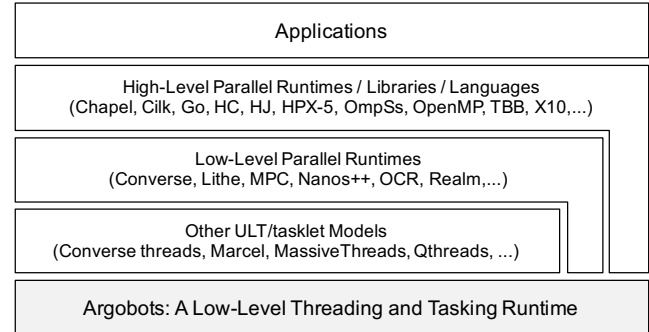 Applications
High-Level Parallel Runtimes / Libraries / Languages
(Chapel, Cilk, Go, HC, HJ, HPX-5, OmpSs, OpenMP, TBB, X10,...)
Low-Level Parallel Runtimes
(Converse, Lithe, MPC, Nanos++, OCR, Realm,...)
Other ULT/tasklet Models
(Converse threads, Marcel, MassiveThreads, Qthreads, ...)
Argobots: A Low-Level Threading and Tasking Runtime